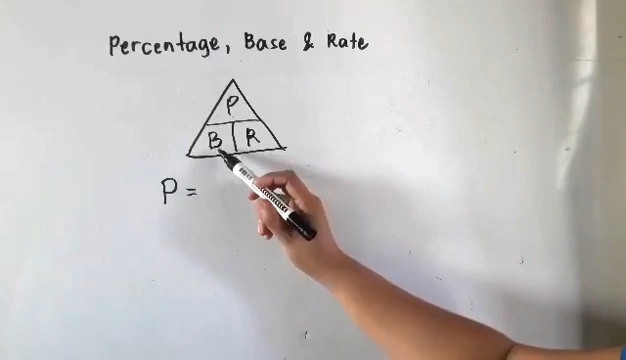 Percentage, Base & Rate
P
B R
P =